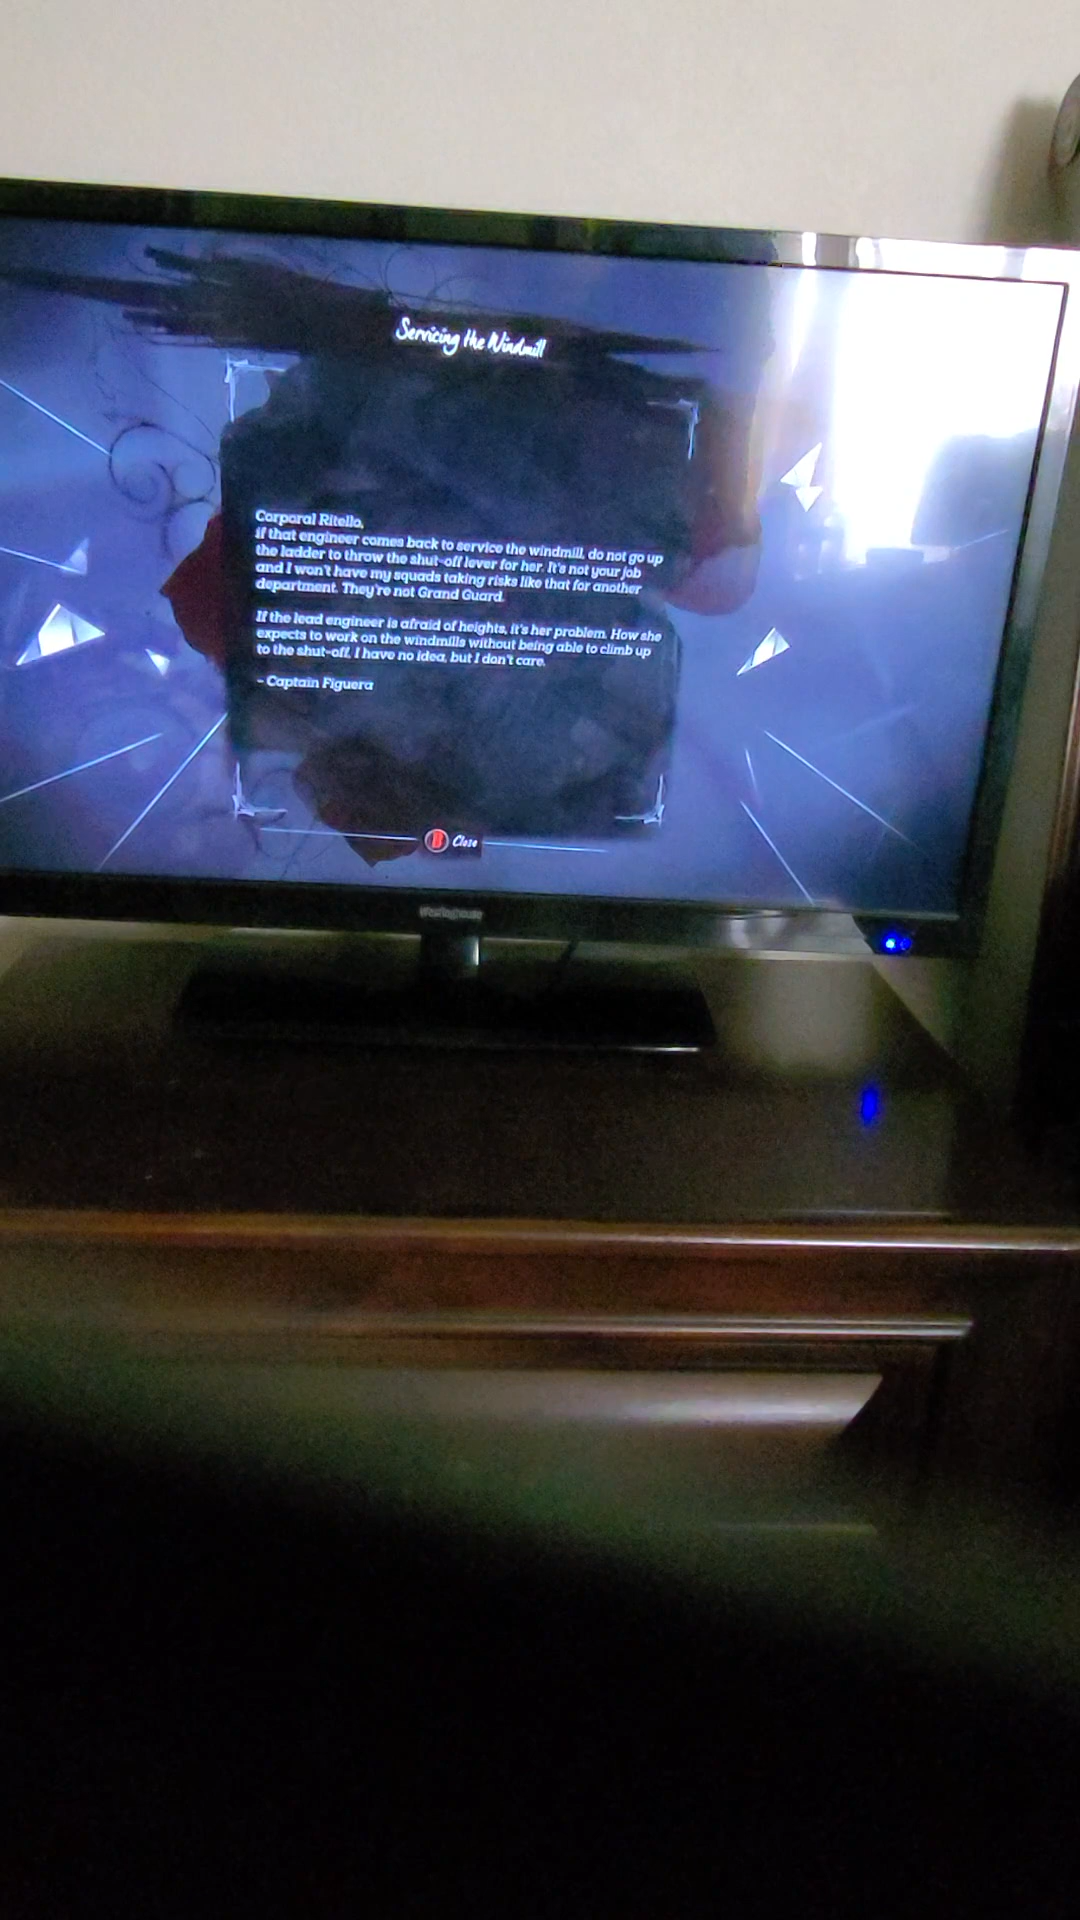 Servicing the Windmill
Corporal Ritello,
if that engineer comes back to service the windmill, do not go up
the ladder to throw the shut-off lever for her. It's not your job
and I won't have my squads taking risks like that for another
department. They're not Grand Guard.
If the lead engineer is afraid of heights, it's her problem. How she
expects to work on the windmills without being able to climb up
to the shut-off, I have no idea, but I don't care.
- Captain Figuera
B Close
Westinghouse